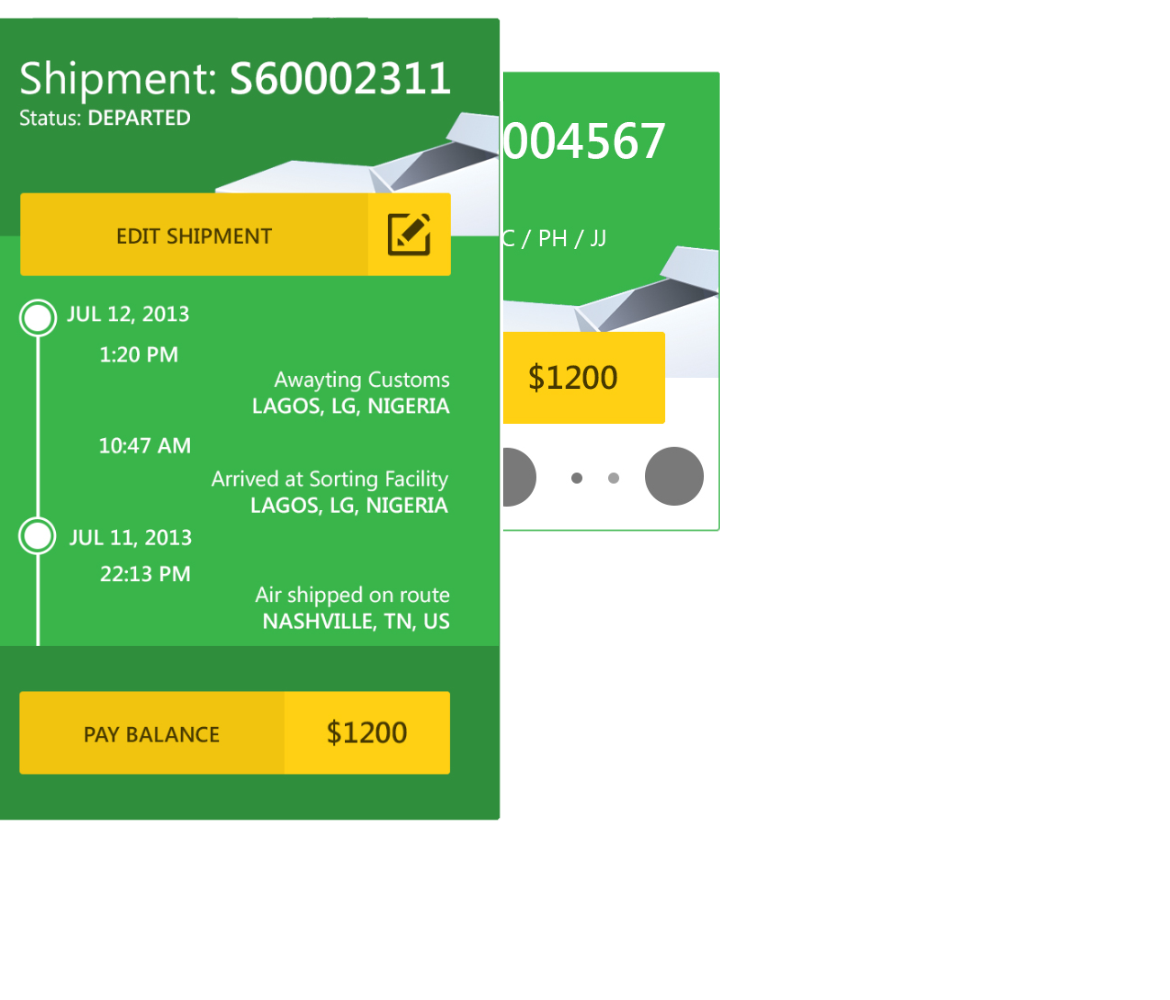 Shipment: S60002311
Status: DEPARTED
EDIT SHIPMENT
JUL 12, 2013
1:20 PM
Awayting Customs
LAGOS, LG, NIGERIA
10:47 AM
Arrived at Sorting Facility
LAGOS, LG, NIGERIA
JUL 11, 2013
22:13 PM
Air shipped on route
NASHVILLE, TN, US
PAY BALANCE
$1200
004567
C / PH / JJ
$1200